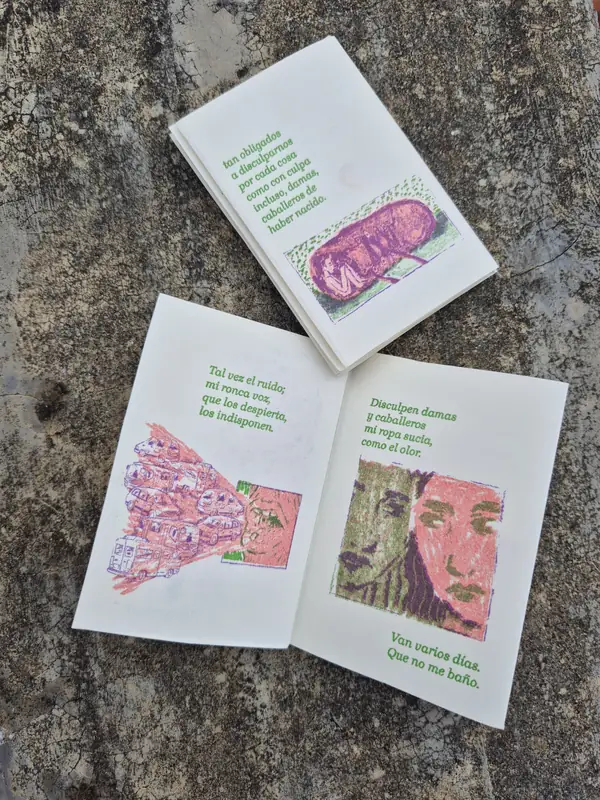 tan obligados
a disculparnos
por cada cosa
como con culpa
incluso, damas,
caballeros de
haber nacido.
Tal vez el ruido;
mi ronca voz,
que los despierta,
los indisponen.
Disculpen damas
y caballeros
mi ropa sucia,
como el olor.
Van varios días.
Que no me baño.